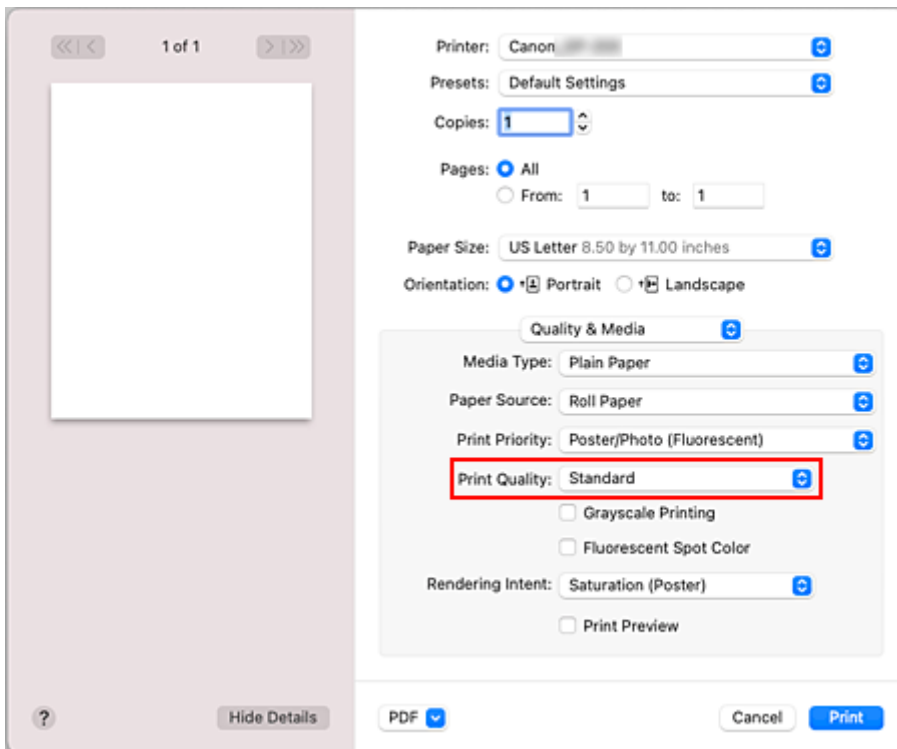 1 of 1
Printer: Canon
Presets: Default Settings
Copies: 1
Pages: All
From: 1 to: 1
Paper Size: US Letter 8.50 by 11.00 inches
Orientation: Portrait Landscape
Quality & Media
Media Type: Plain Paper
Paper Source: Roll Paper
Print Priority: Poster/Photo (Fluorescent)
Print Quality: Standard
Grayscale Printing
Fluorescent Spot Color
Rendering Intent: Saturation (Poster)
Print Preview
? Hide Details PDF Cancel Print